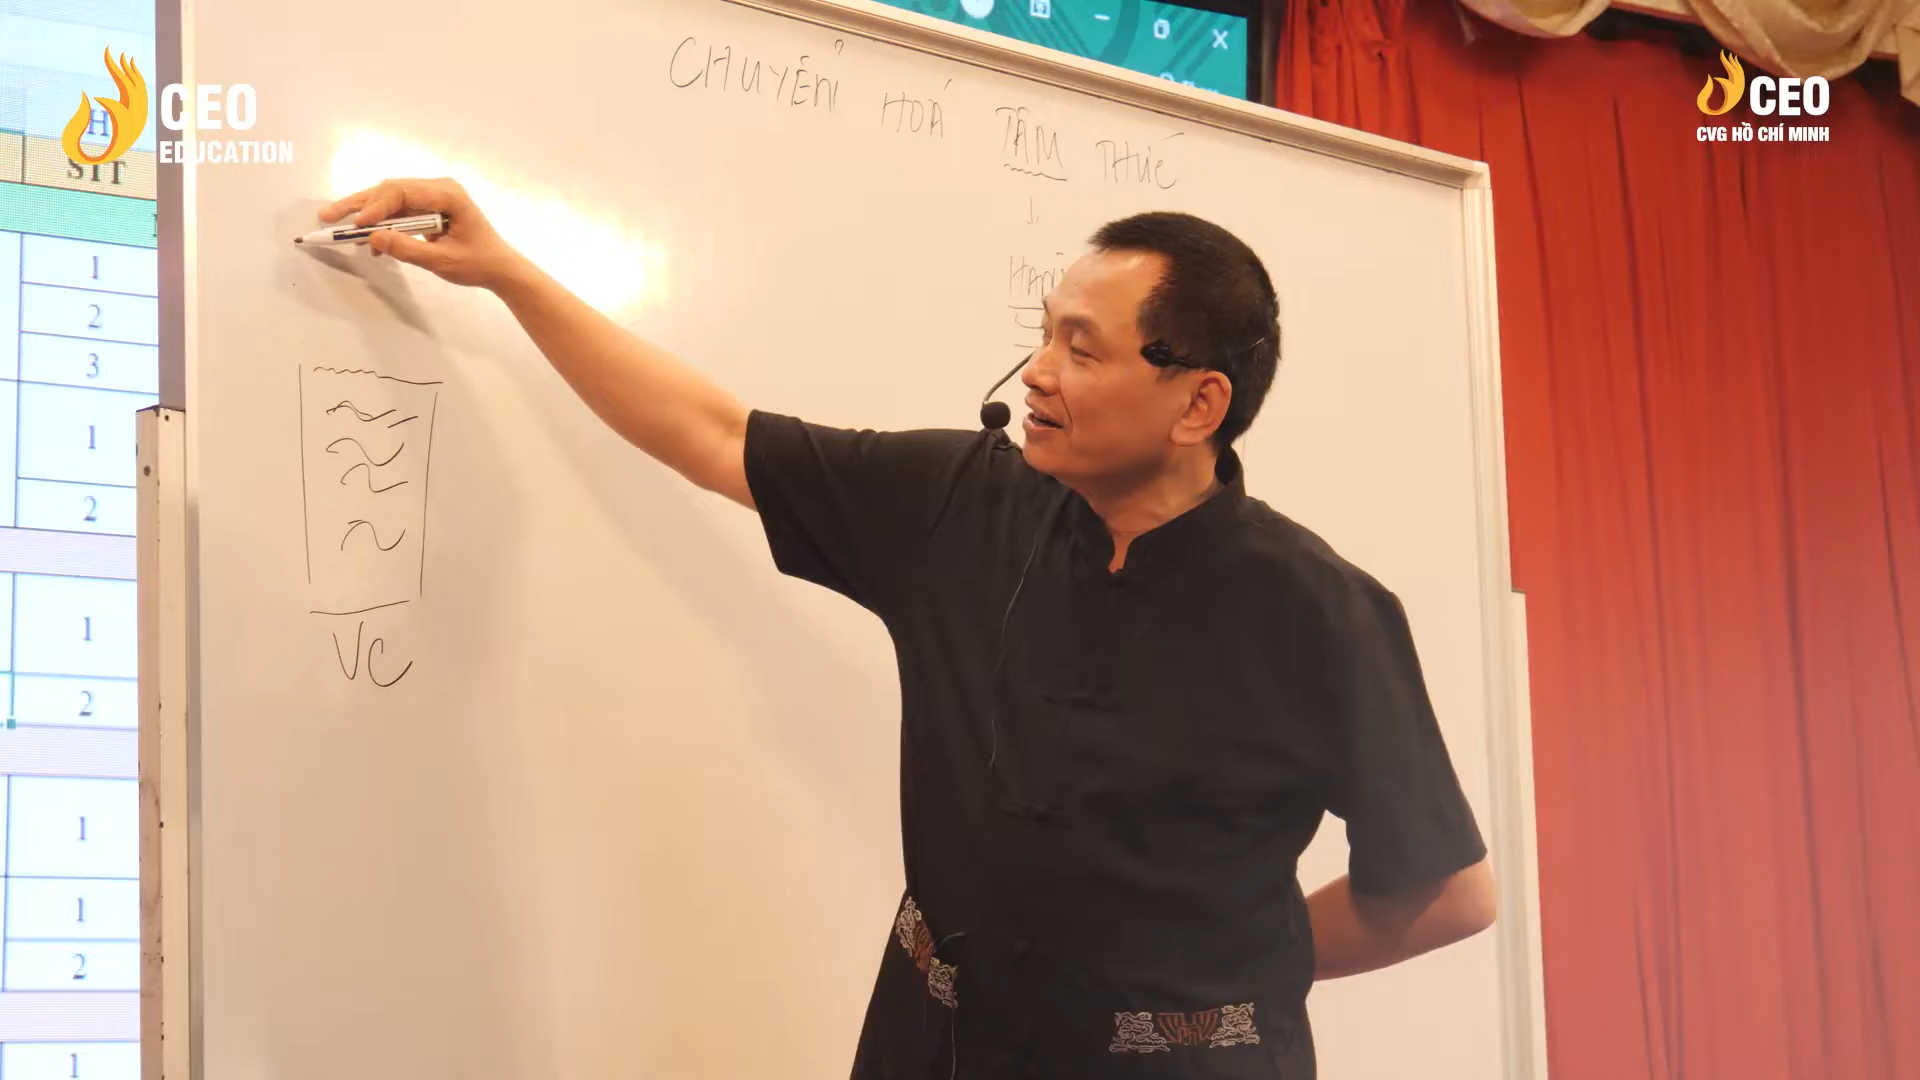 CEO
EDUCATION
CEO
CVG HỒ CHÍ MINH
CHUYỂN HOÁ TÂM THỨC
VC
H
STT
1
2
3
1
2
1
2
1
1
2
1